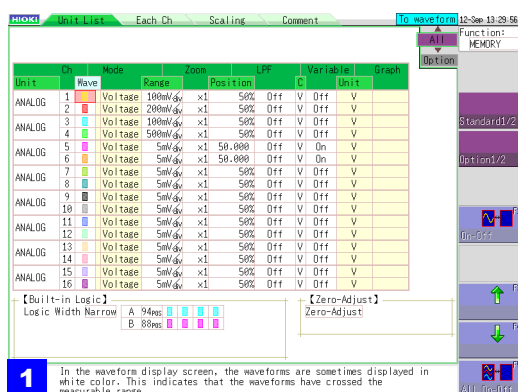 HIOKI Unit List Each Ch Scaling Comment To waveform 12-Sep 13:29:56
All Function:
MEMORY
Option
Ch Mode Zoom LPF Variable Graph
Unit Wave Range Position C Unit
ANALOG 1 Voltage 100mV/div ×1 50% Off V Off V
2 Voltage 200mV/div ×1 50% Off V Off V
ANALOG 3 Voltage 100mV/div ×1 50% Off V Off V
4 Voltage 500mV/div ×1 50% Off V Off V
ANALOG 5 Voltage 5mV/div ×1 50.000 Off V On V
6 Voltage 5mV/div ×1 50.000 Off V On V
ANALOG 7 Voltage 5mV/div ×1 50% Off V Off V
8 Voltage 5mV/div ×1 50% Off V Off V
ANALOG 9 Voltage 5mV/div ×1 50% Off V Off V
10 Voltage 5mV/div ×1 50% Off V Off V
ANALOG 11 Voltage 5mV/div ×1 50% Off V Off V
12 Voltage 5mV/div ×1 50% Off V Off V
ANALOG 13 Voltage 5mV/div ×1 50% Off V Off V
14 Voltage 5mV/div ×1 50% Off V Off V
ANALOG 15 Voltage 5mV/div ×1 50% Off V Off V
16 Voltage 5mV/div ×1 50% Off V Off V
Standard1/2
Option1/2
On-Off
【Built-in Logic】 【Zero-Adjust】
Logic Width Narrow A 94POS Zero-Adjust
B 88POS
1 In the waveform display screen, the waveforms are sometimes displayed in
white color. This indicates that the waveforms have crossed the
measurable range
All On-Off